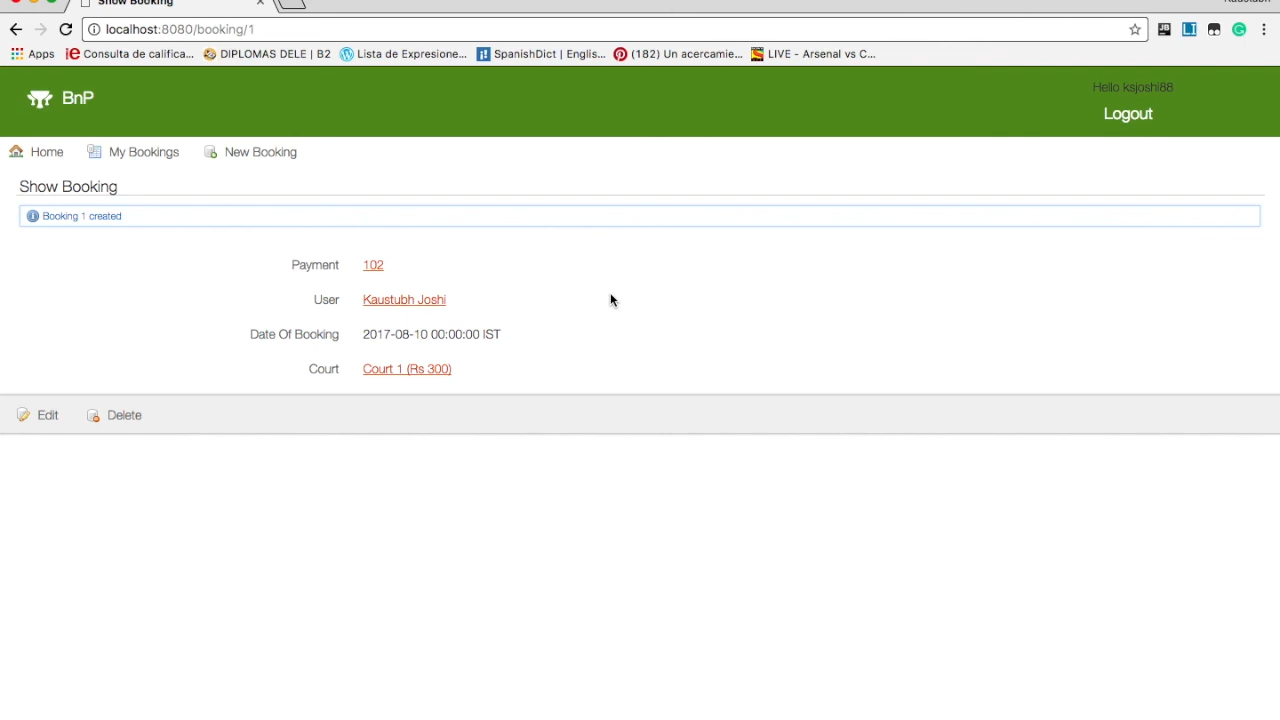 Show Booking
localhost:8080/booking/1
Apps Consulta de califica... DIPLOMAS DELE | B2 Lista de Expresione... SpanishDict | Englis... (182) Un acercamie... LIVE - Arsenal vs C...
BnP
Hello ksjoshi88
Logout
Home My Bookings New Booking
Show Booking
Booking 1 created
Payment 102
User Kaustubh Joshi
Date Of Booking 2017-08-10 00:00:00 IST
Court Court 1 (Rs 300)
Edit Delete